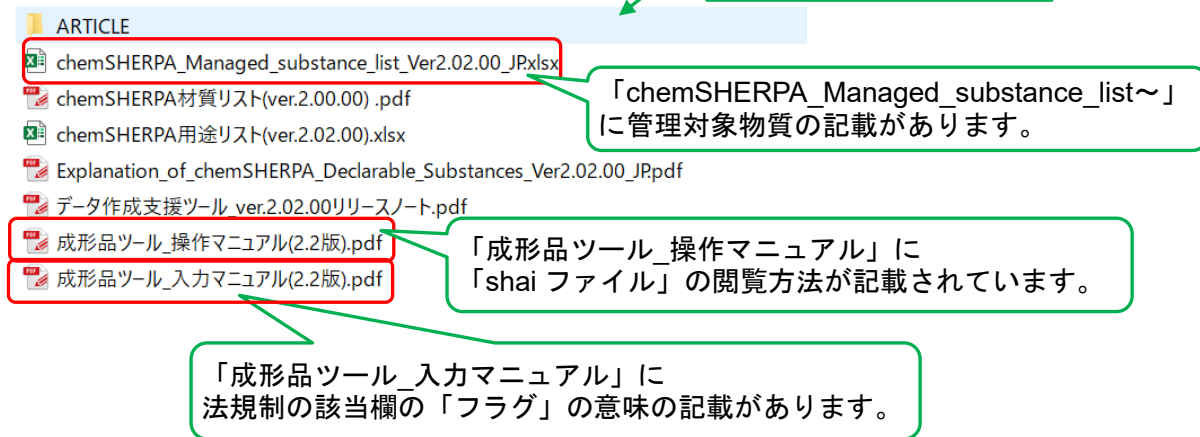 ARTICLE
chemSHERPA_Managed_substance_list_Ver2.02.00_JP.xlsx
「chemSHERPA_Managed_substance_list～」
に管理対象物質の記載があります。
chemSHERPA材質リスト(ver.2.00.00) .pdf
chemSHERPA用途リスト(ver.2.02.00).xlsx
Explanation_of_chemSHERPA_Declarable_Substances_Ver2.02.00_JP.pdf
データ作成支援ツール_ver.2.02.00リリースノート.pdf
成形品ツール_操作マニュアル(2.2版).pdf
「成形品ツール_操作マニュアル」に
「shai ファイル」の閲覧方法が記載されています。
成形品ツール_入力マニュアル(2.2版).pdf
「成形品ツール_入力マニュアル」に
法規制の該当欄の「フラグ」の意味の記載があります。